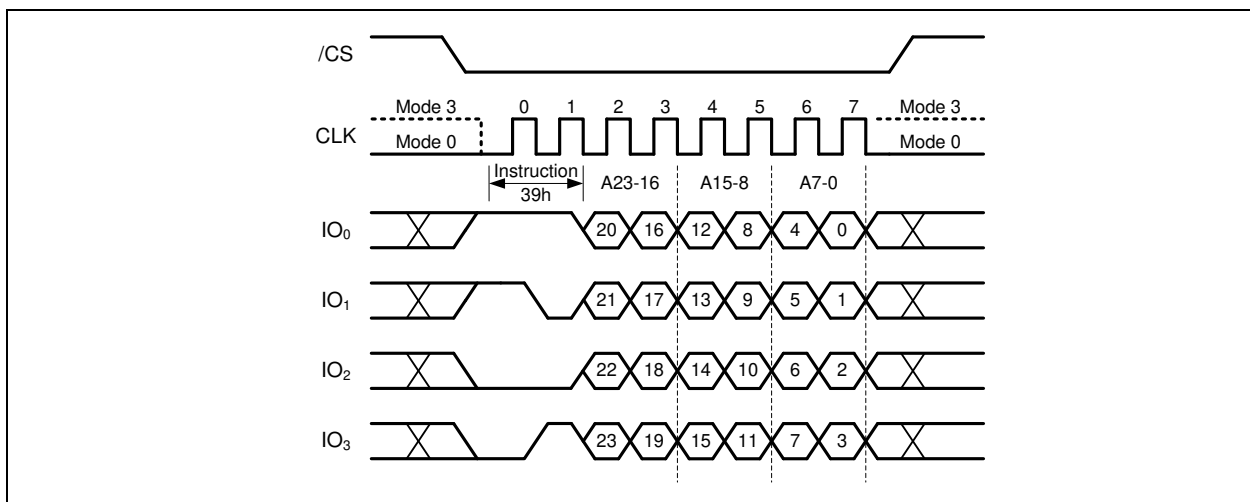 /CS
Mode 3 0 1 2 3 4 5 6 7 Mode 3
CLK Mode 0 Mode 0
Instruction
39h A23-16 A15-8 A7-0
IO₀ 20 16 12 8 4 0
IO₁ 21 17 13 9 5 1
IO₂ 22 18 14 10 6 2
IO₃ 23 19 15 11 7 3